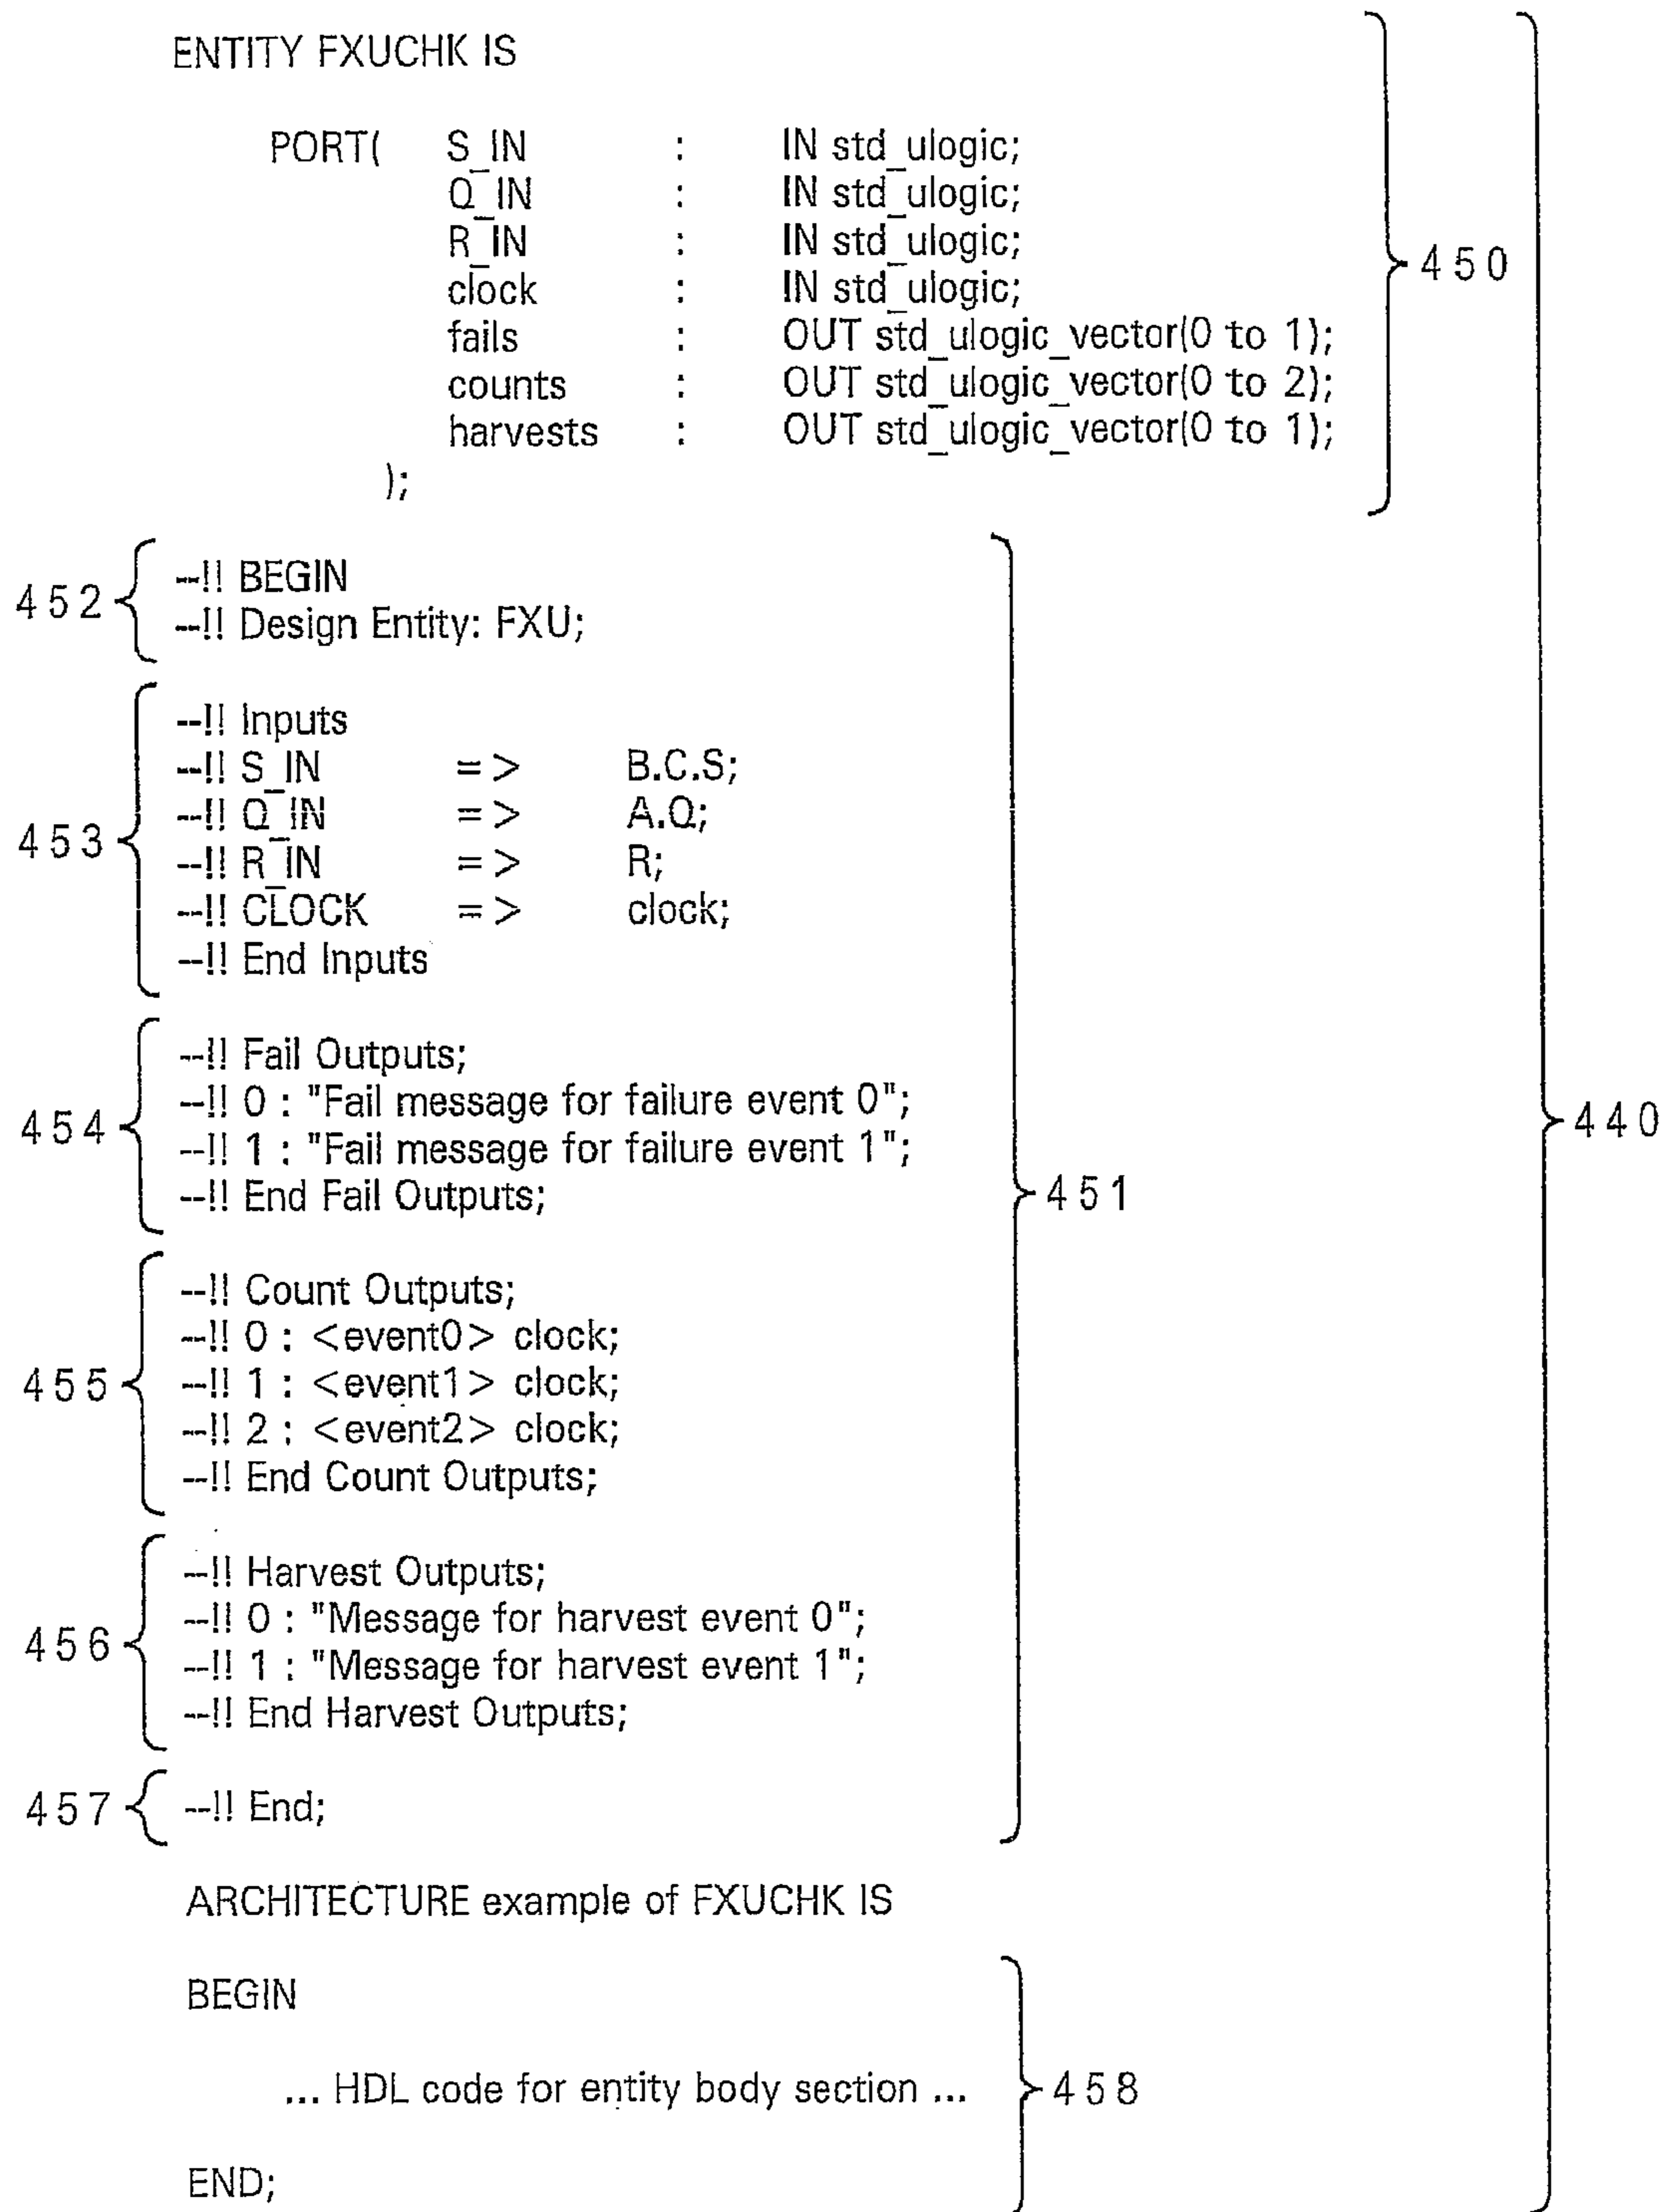 ENTITY FXUCHK IS
PORT( S_IN : IN std_ulogic;
Q_IN : IN std_ulogic;
R_IN : IN std_ulogic;
clock : IN std_ulogic;
fails : OUT std_ulogic_vector(0 to 1);
counts : OUT std_ulogic_vector(0 to 2);
harvests : OUT std_ulogic_vector(0 to 1);
);
450
452
--!! BEGIN
--!! Design Entity: FXU;
453
--!! Inputs
--!! S_IN => B.C.S;
--!! Q_IN => A.Q;
--!! R_IN => R;
--!! CLOCK => clock;
--!! End Inputs
454
--!! Fail Outputs;
--!! 0 : "Fail message for failure event 0";
--!! 1 : "Fail message for failure event 1";
--!! End Fail Outputs;
451
440
455
--!! Count Outputs;
--!! 0 : <event0> clock;
--!! 1 : <event1> clock;
--!! 2 : <event2> clock;
--!! End Count Outputs;
456
--!! Harvest Outputs;
--!! 0 : "Message for harvest event 0";
--!! 1 : "Message for harvest event 1";
--!! End Harvest Outputs;
457
--!! End;
ARCHITECTURE example of FXUCHK IS
BEGIN
... HDL code for entity body section ...
458
END;